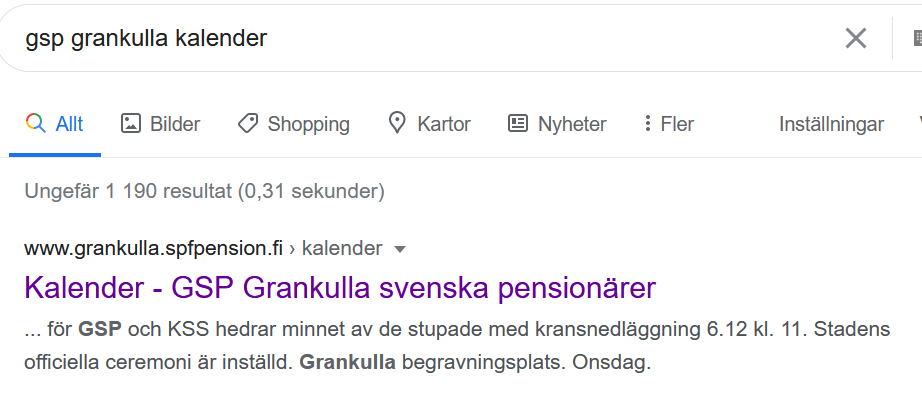 gsp grankulla kalender
Allt Bilder Shopping Kartor Nyheter Fler Inställningar
Ungefär 1 190 resultat (0,31 sekunder)
www.grankulla.spfpension.fi › kalender
Kalender - GSP Grankulla svenska pensionärer
... för GSP och KSS hedrar minnet av de stupade med kransnedläggning 6.12 kl. 11. Stadens
officiella ceremoni är inställd. Grankulla begravningsplats. Onsdag.